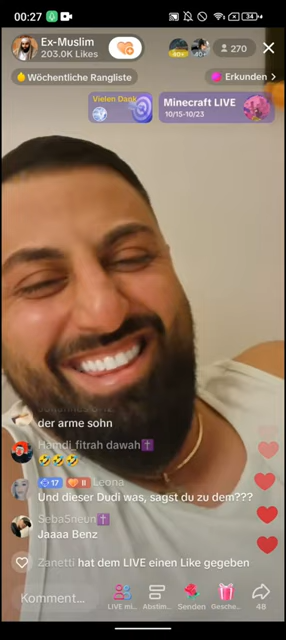 00:27
34
Ex-Muslim
203.0K Likes
270
Wöchentliche Rangliste
Erkunden >
Vielen Dank
Minecraft LIVE
10/15-10/23
der arme sohn
Hamdi_fitrah dawah
17 II Leona
Und dieser Dudi was, sagst du zu dem???
SebaSneun
Jaaaa Benz
Zanetti hat dem LIVE einen Like gegeben
Komment...
LIVE mi...
Abstim...
Senden
Gesche...
48